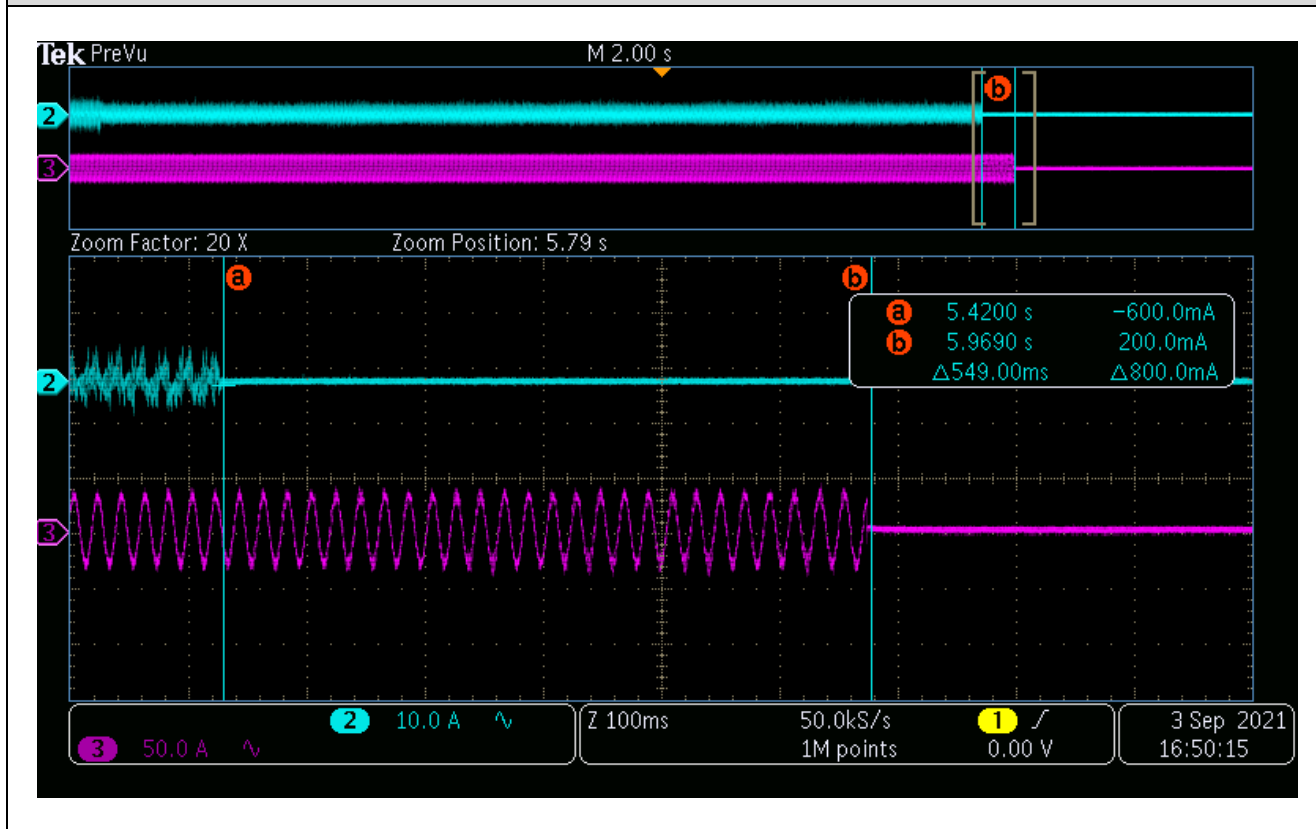 Tek PreVu M 2.00 s
b
2
3
Zoom Factor: 20 X Zoom Position: 5.79 s
a b
a 5.4200 s -600.0mA
b 5.9690 s 200.0mA
Δ549.00ms Δ800.0mA
2
3
2 10.0 A Z 100ms 50.0kS/s 1 3 Sep 2021
3 50.0 A 1M points 0.00 V 16:50:15